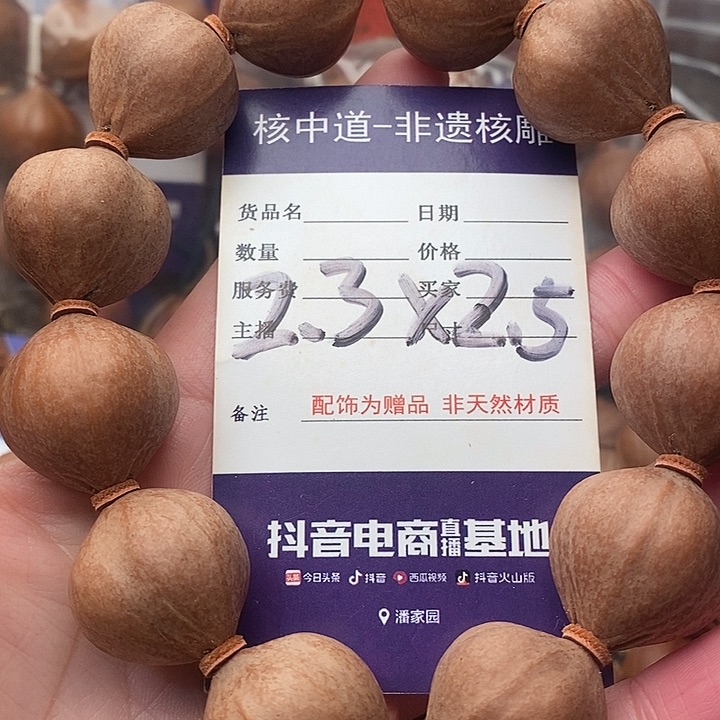 核中道-非遗核雕
货品名 日期
数量 价格
服务费 买家
2.3X2.5
主播 尺寸
备注 配饰为赠品 非天然材质
抖音电商直播基地
头条 今日头条 抖音 西瓜视频 抖音火山版
潘家园